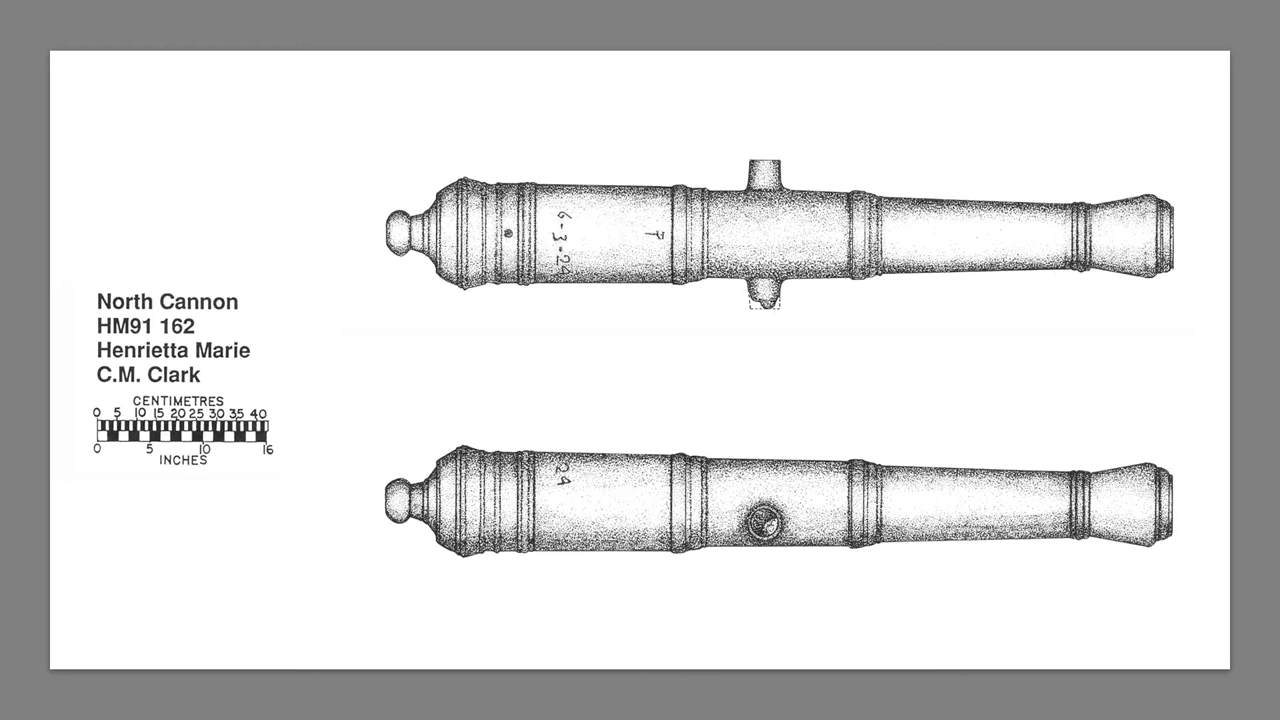 North Cannon
HM91 162
Henrietta Marie
C.M. Clark
CENTIMETRES
0 5 10 15 20 25 30 35 40
0 5 10 16
INCHES
6-3-24
T
24